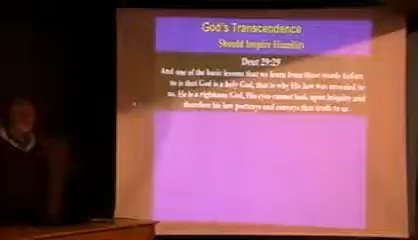 God's Transcendence
Should Inspire Humility
Deut 29:29
And one of the basic lessons that we learn from these words before
us is that God is a holy God, that is why His law was revealed to
us. He is a righteous God, His eyes cannot look upon iniquity and
therefore his law portrays and conveys that truth to us